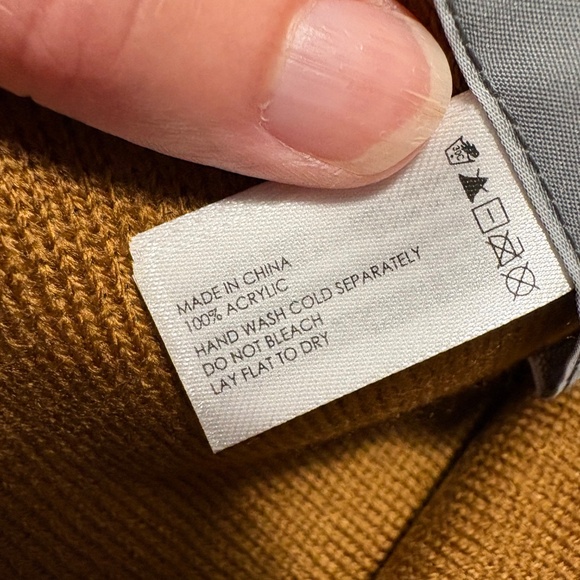 MADE IN CHINA
100% ACRYLIC
HAND WASH COLD SEPARATELY
DO NOT BLEACH
LAY FLAT TO DRY